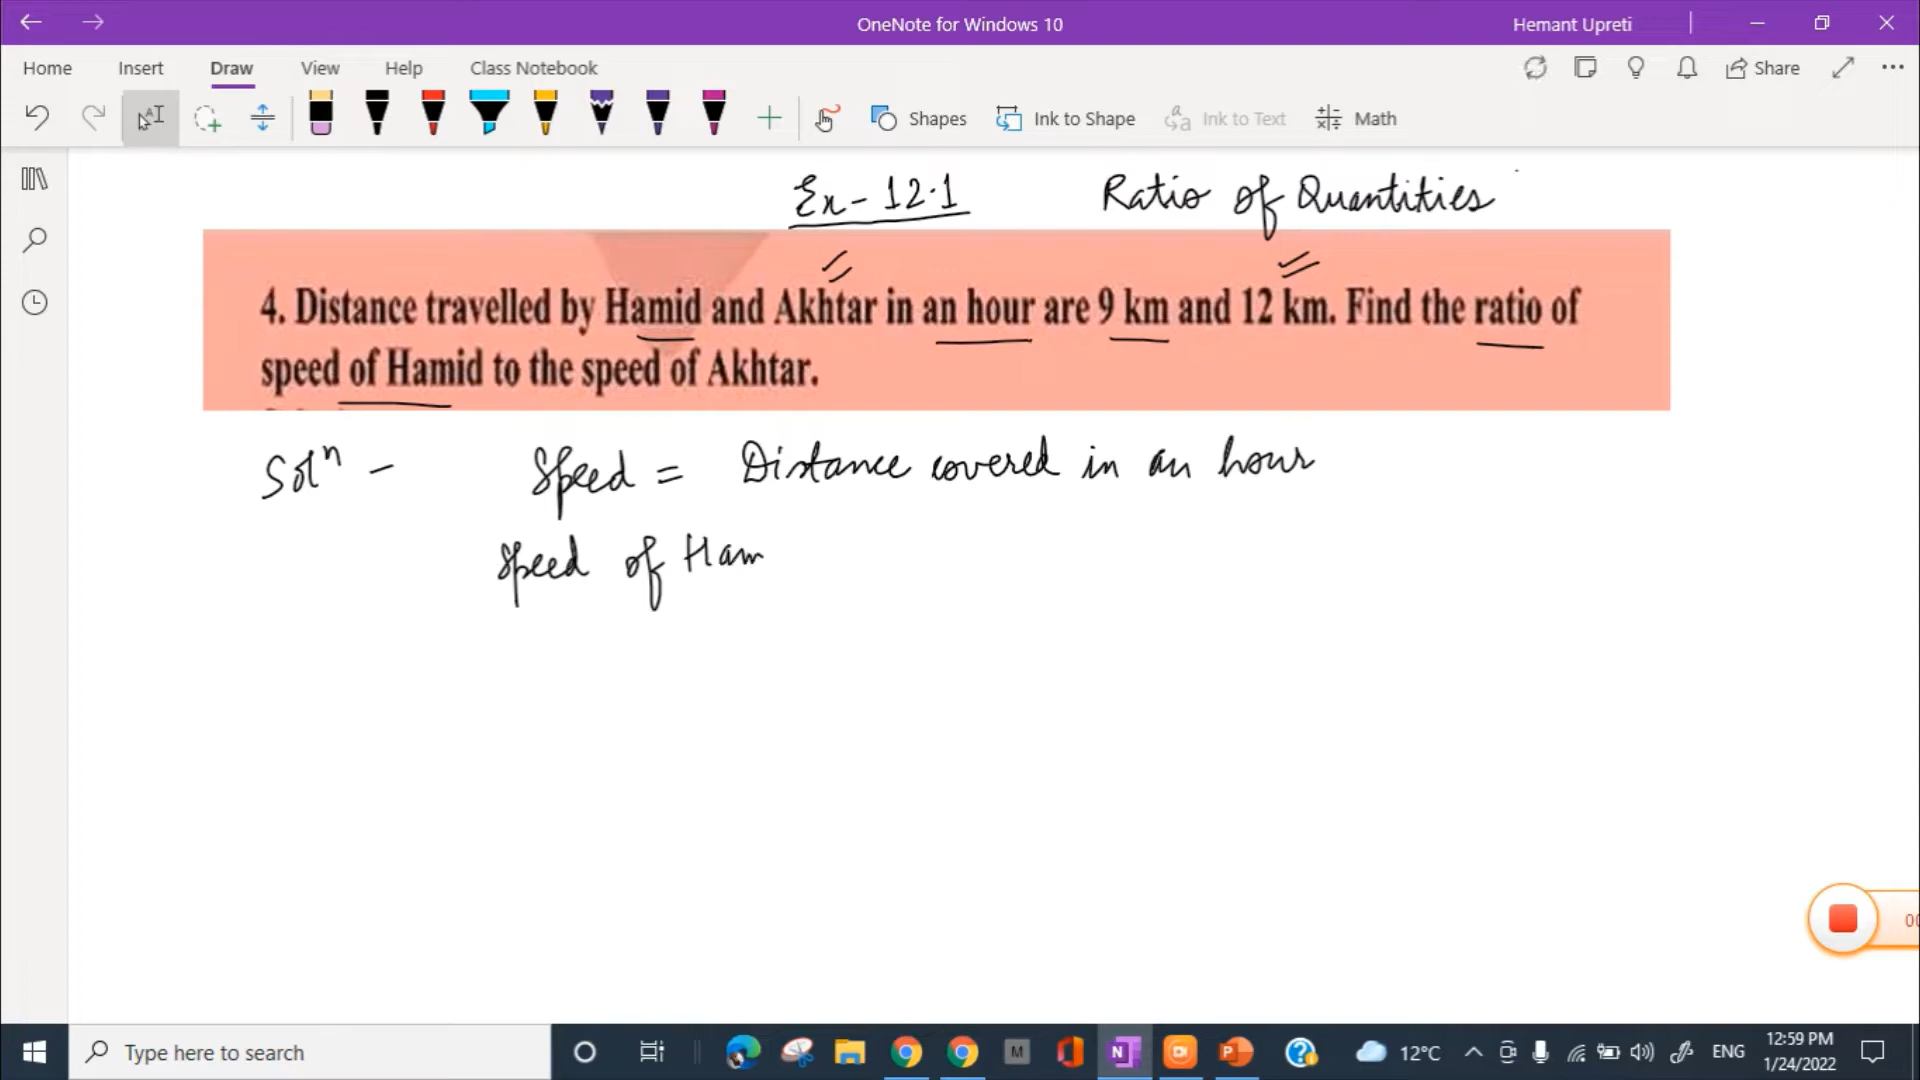 OneNote for Windows 10
Hemant Upreti
Home Insert Draw View Help Class Notebook
Share
Shapes Ink to Shape Ink to Text Math
Ex - 12.1 Ratio of Quantities
4. Distance travelled by Hamid and Akhtar in an hour are 9 km and 12 km. Find the ratio of
speed of Hamid to the speed of Akhtar.
Solⁿ - Speed = Distance covered in an hour
Speed of Ham
00
Type here to search
12°C
ENG
12:59 PM
1/24/2022